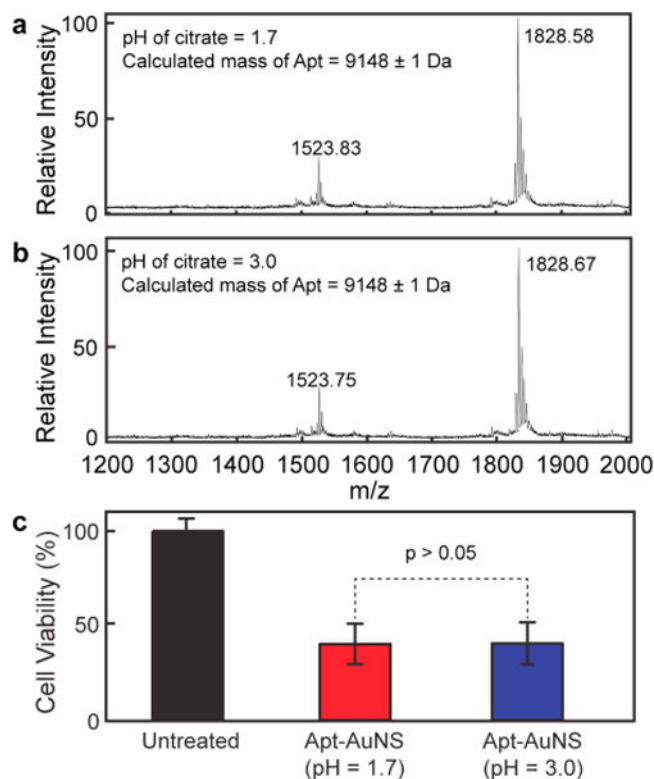 a
Relative Intensity
100
50
0
pH of citrate = 1.7
Calculated mass of Apt = 9148 ± 1 Da
1523.83
1828.58
b
Relative Intensity
100
50
0
pH of citrate = 3.0
Calculated mass of Apt = 9148 ± 1 Da
1523.75
1828.67
1200 1300 1400 1500 1600 1700 1800 1900 2000
m/z
c
Cell Viability (%)
100
50
0
p > 0.05
Untreated
Apt-AuNS
(pH = 1.7)
Apt-AuNS
(pH = 3.0)